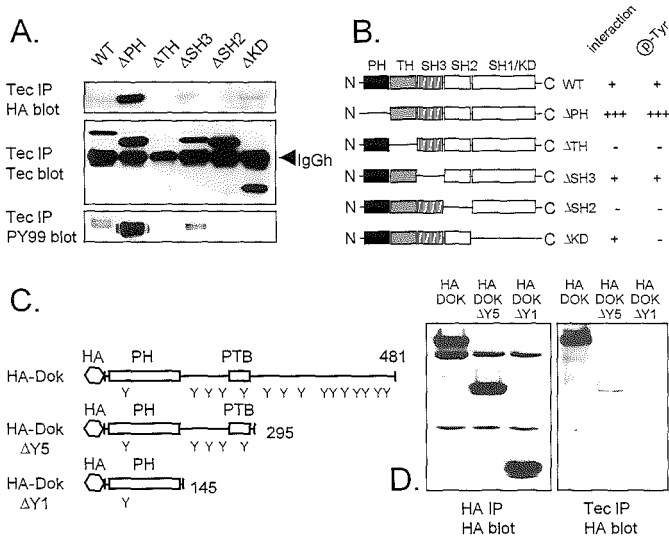 A.
WT ΔPH ΔTH ΔSH3 ΔSH2 ΔKD
Tec IP
HA blot
Tec IP
Tec blot
IgGh
Tec IP
PY99 blot
B.
interaction
P-Tyr
PH TH SH3 SH2 SH1/KD
N C WT + +
N C ΔPH +++ +++
N C ΔTH - -
N C ΔSH3 + +
N C ΔSH2 - -
N C ΔKD + -
C.
HA PH PTB 481
HA-Dok
Y Y Y Y Y Y Y Y YYYYYYY
HA PH PTB
HA-Dok
ΔY5
295
Y Y Y Y Y
HA PH
HA-Dok
ΔY1
145
Y
D.
HA DOK
HA DOK ΔY5
HA DOK ΔY1
HA DOK
HA DOK ΔY5
HA DOK ΔY1
HA IP
HA blot
Tec IP
HA blot